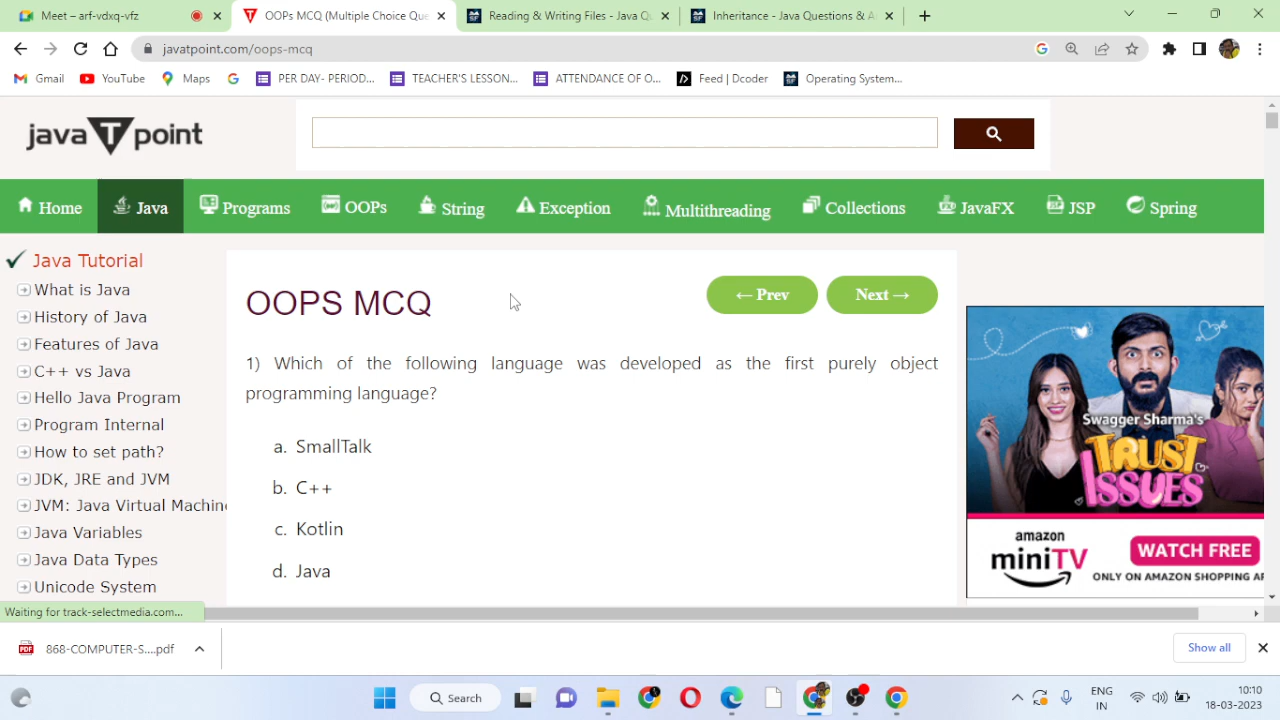 Meet – arf-vdxq-vfz
OOPs MCQ (Multiple Choice Que
Reading & Writing Files - Java Q
Inheritance - Java Questions & A
javatpoint.com/oops-mcq
Gmail YouTube Maps PER DAY- PERIOD... TEACHER'S LESSON... ATTENDANCE OF O... Feed | Dcoder Operating System...
java T point
Home Java Programs OOPs String Exception Multithreading Collections JavaFX JSP Spring
Java Tutorial
What is Java
History of Java
Features of Java
C++ vs Java
Hello Java Program
Program Internal
How to set path?
JDK, JRE and JVM
JVM: Java Virtual Machine
Java Variables
Java Data Types
Unicode System
OOPS MCQ
← Prev
Next →
1) Which of the following language was developed as the first purely object
programming language?
a. SmallTalk
b. C++
c. Kotlin
d. Java
Swagger Sharma's
TRUST
ISSUES
amazon
miniTV
WATCH FREE
ONLY ON AMAZON SHOPPING AP
Waiting for track-selectmedia.com...
PDF
868-COMPUTER-S....pdf
Show all
Search
ENG
IN
10:10
18-03-2023